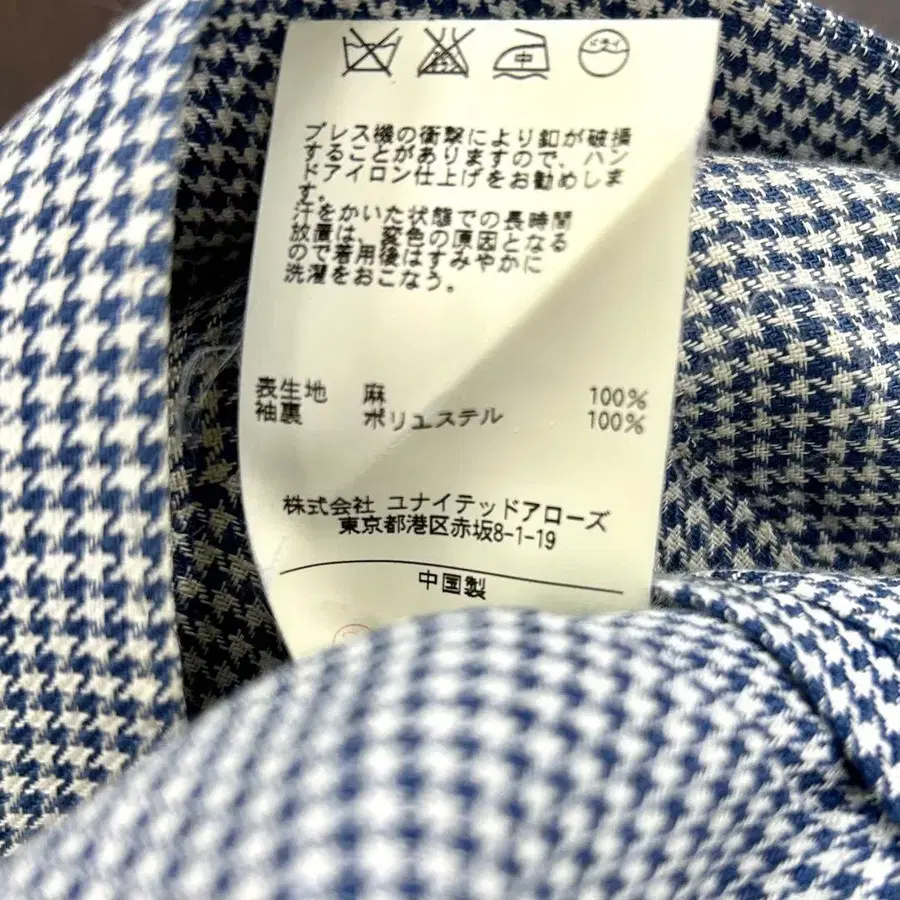 中 ドライ
プレス機の衝撃により釦が破損
することがありますので、ハン
ドアイロン仕上げをお勧めしま
す。
汗をかいた状態での長時間
放置は、変色の原因となる
ので着用後はすみやかに
洗濯をおこなう。
表生地 麻 100%
袖裏 ポリエステル 100%
株式会社 ユナイテッドアローズ
東京都港区赤坂8-1-19
中国製